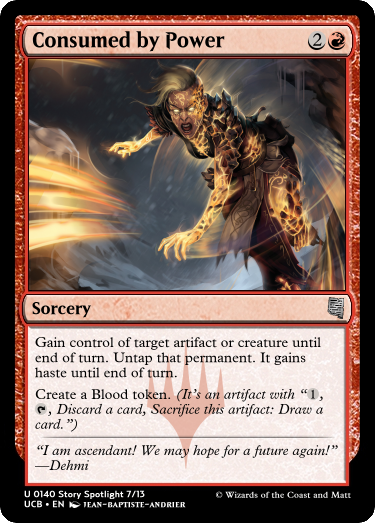 Consumed by Power 2
Sorcery
Gain control of target artifact or creature until
end of turn. Untap that permanent. It gains
haste until end of turn.
Create a Blood token. (It's an artifact with “1,
, Discard a card, Sacrifice this artifact: Draw a
card.”)
“I am ascendant! We may hope for a future again!”
—Dehmi
U 0140 Story Spotlight 7/13
© Wizards of the Coast and Matt
UCB • EN Jean-Baptiste-Andrier